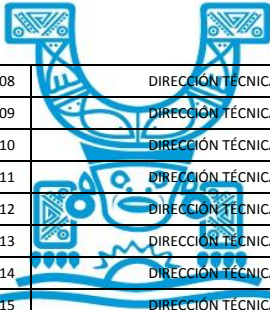 08 DIRECCIÓN TÉCNICA
09 DIRECCIÓN TÉCNICA
10 DIRECCIÓN TÉCNICA
11 DIRECCIÓN TÉCNICA
12 DIRECCIÓN TÉCNICA
13 DIRECCIÓN TÉCNICA
14 DIRECCIÓN TÉCNICA
15 DIRECCIÓN TÉCNICA